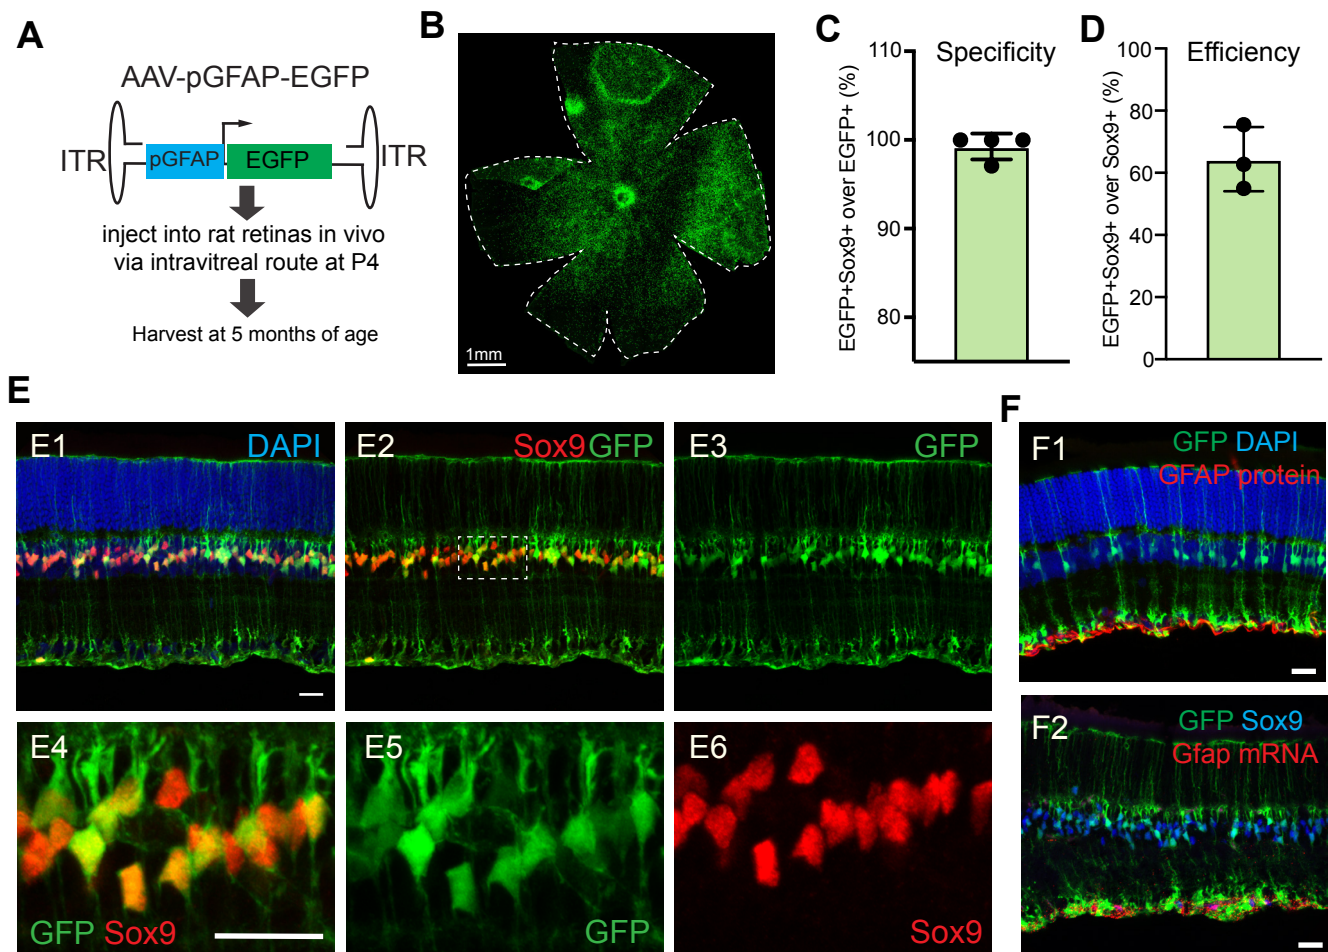 A
AAV-pGFAP-EGFP
ITR
pGFAP
EGFP
ITR
inject into rat retinas in vivo
via intravitreal route at P4
Harvest at 5 months of age
B
1mm
C
Specificity
EGFP+Sox9+ over EGFP+ (%)
110
100
90
80
D
Efficiency
EGFP+Sox9+ over Sox9+ (%)
100
80
60
40
20
0
E
E1
DAPI
E2
Sox9 GFP
E3
GFP
E4
GFP Sox9
E5
GFP
E6
Sox9
F
F1
GFP DAPI
GFAP protein
F2
GFP Sox9
Gfap mRNA